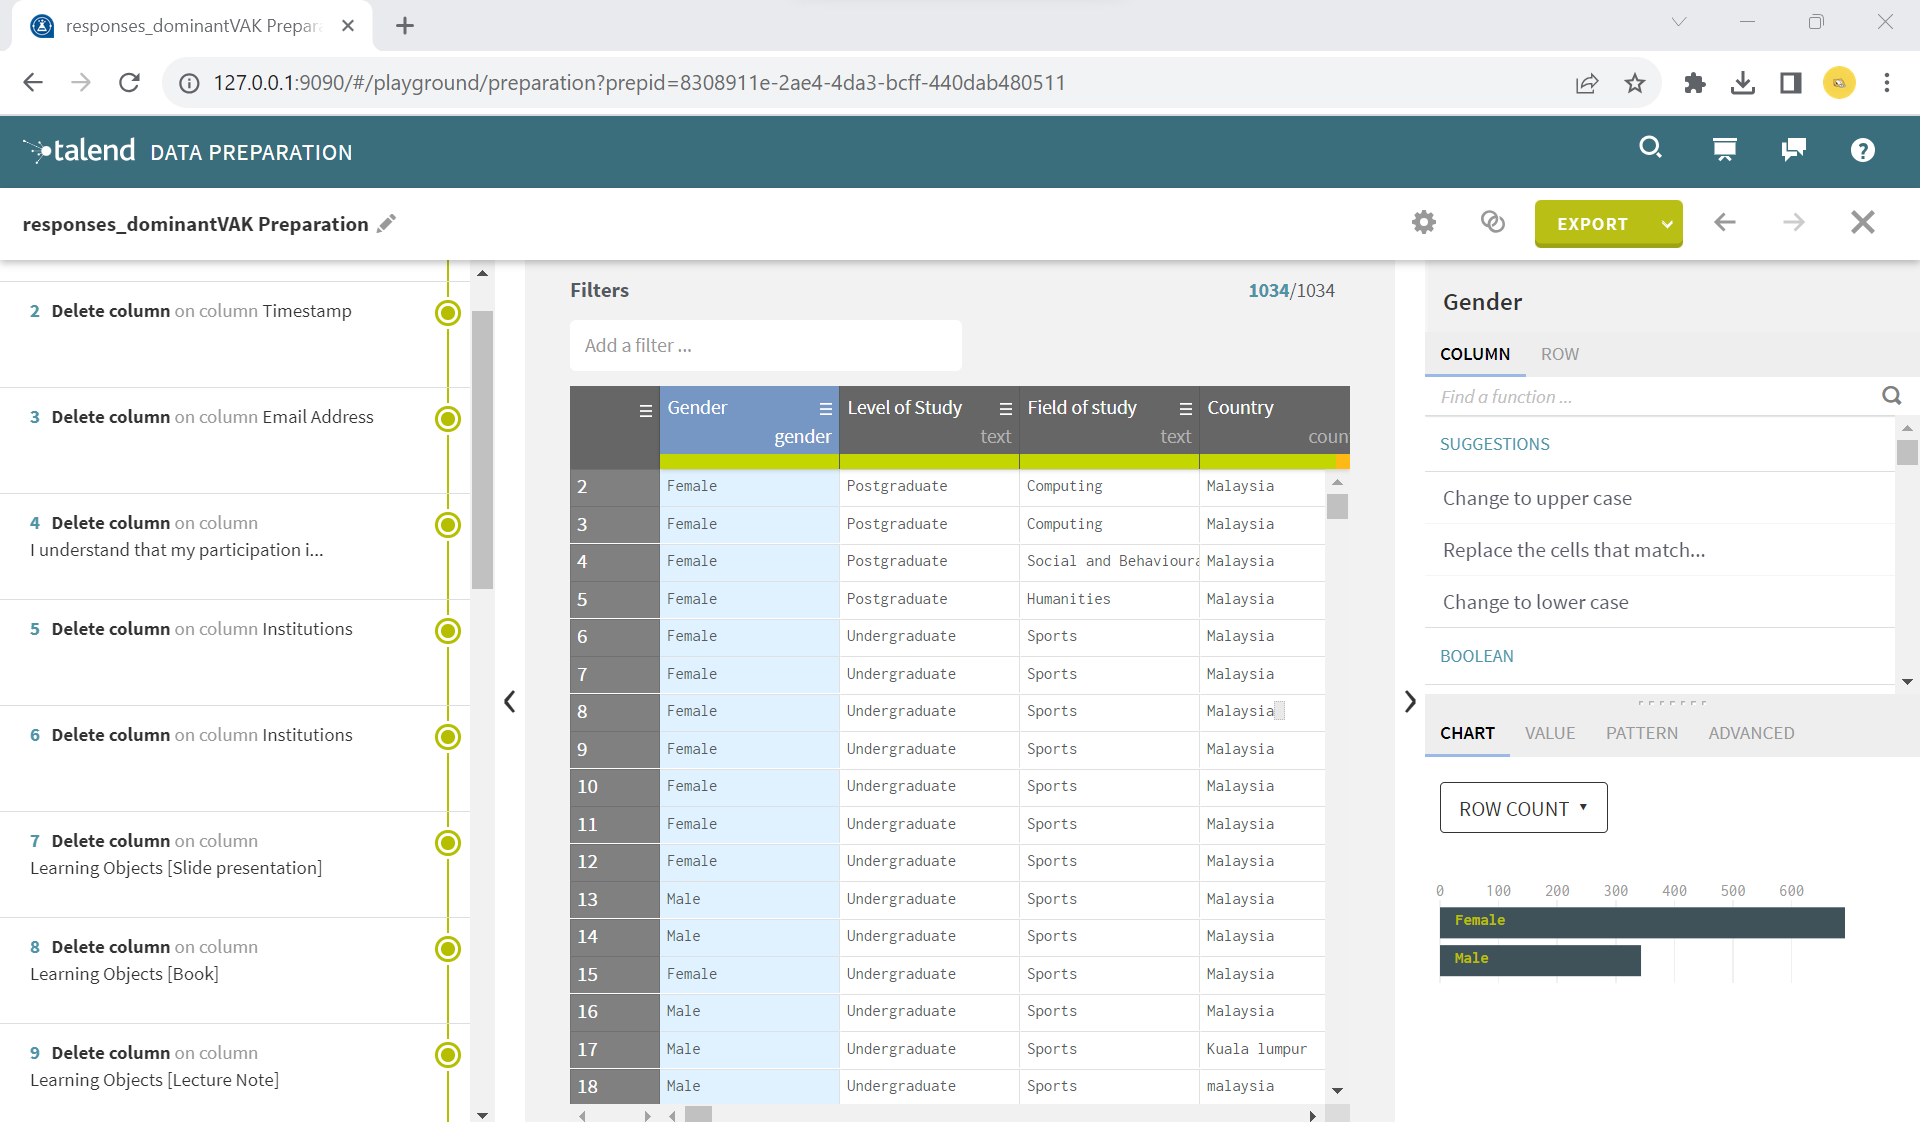 responses_dominantVAK Prepara
127.0.0.1:9090/#/playground/preparation?prepid=8308911e-2ae4-4da3-bcff-440dab480511
talend DATA PREPARATION
responses_dominantVAK Preparation
EXPORT
2 Delete column on column Timestamp
3 Delete column on column Email Address
4 Delete column on column
I understand that my participation i...
5 Delete column on column Institutions
6 Delete column on column Institutions
7 Delete column on column
Learning Objects [Slide presentation]
8 Delete column on column
Learning Objects [Book]
9 Delete column on column
Learning Objects [Lecture Note]
Filters
1034/1034
Add a filter ...
Gender Level of Study Field of study Country
gender text text coun
2 Female Postgraduate Computing Malaysia
3 Female Postgraduate Computing Malaysia
4 Female Postgraduate Social and Behavioura Malaysia
5 Female Postgraduate Humanities Malaysia
6 Female Undergraduate Sports Malaysia
7 Female Undergraduate Sports Malaysia
8 Female Undergraduate Sports Malaysia
9 Female Undergraduate Sports Malaysia
10 Female Undergraduate Sports Malaysia
11 Female Undergraduate Sports Malaysia
12 Female Undergraduate Sports Malaysia
13 Male Undergraduate Sports Malaysia
14 Male Undergraduate Sports Malaysia
15 Female Undergraduate Sports Malaysia
16 Male Undergraduate Sports Malaysia
17 Male Undergraduate Sports Kuala lumpur
18 Male Undergraduate Sports malaysia
Gender
COLUMN ROW
Find a function ...
SUGGESTIONS
Change to upper case
Replace the cells that match...
Change to lower case
BOOLEAN
CHART VALUE PATTERN ADVANCED
ROW COUNT
0 100 200 300 400 500 600
Female
Male